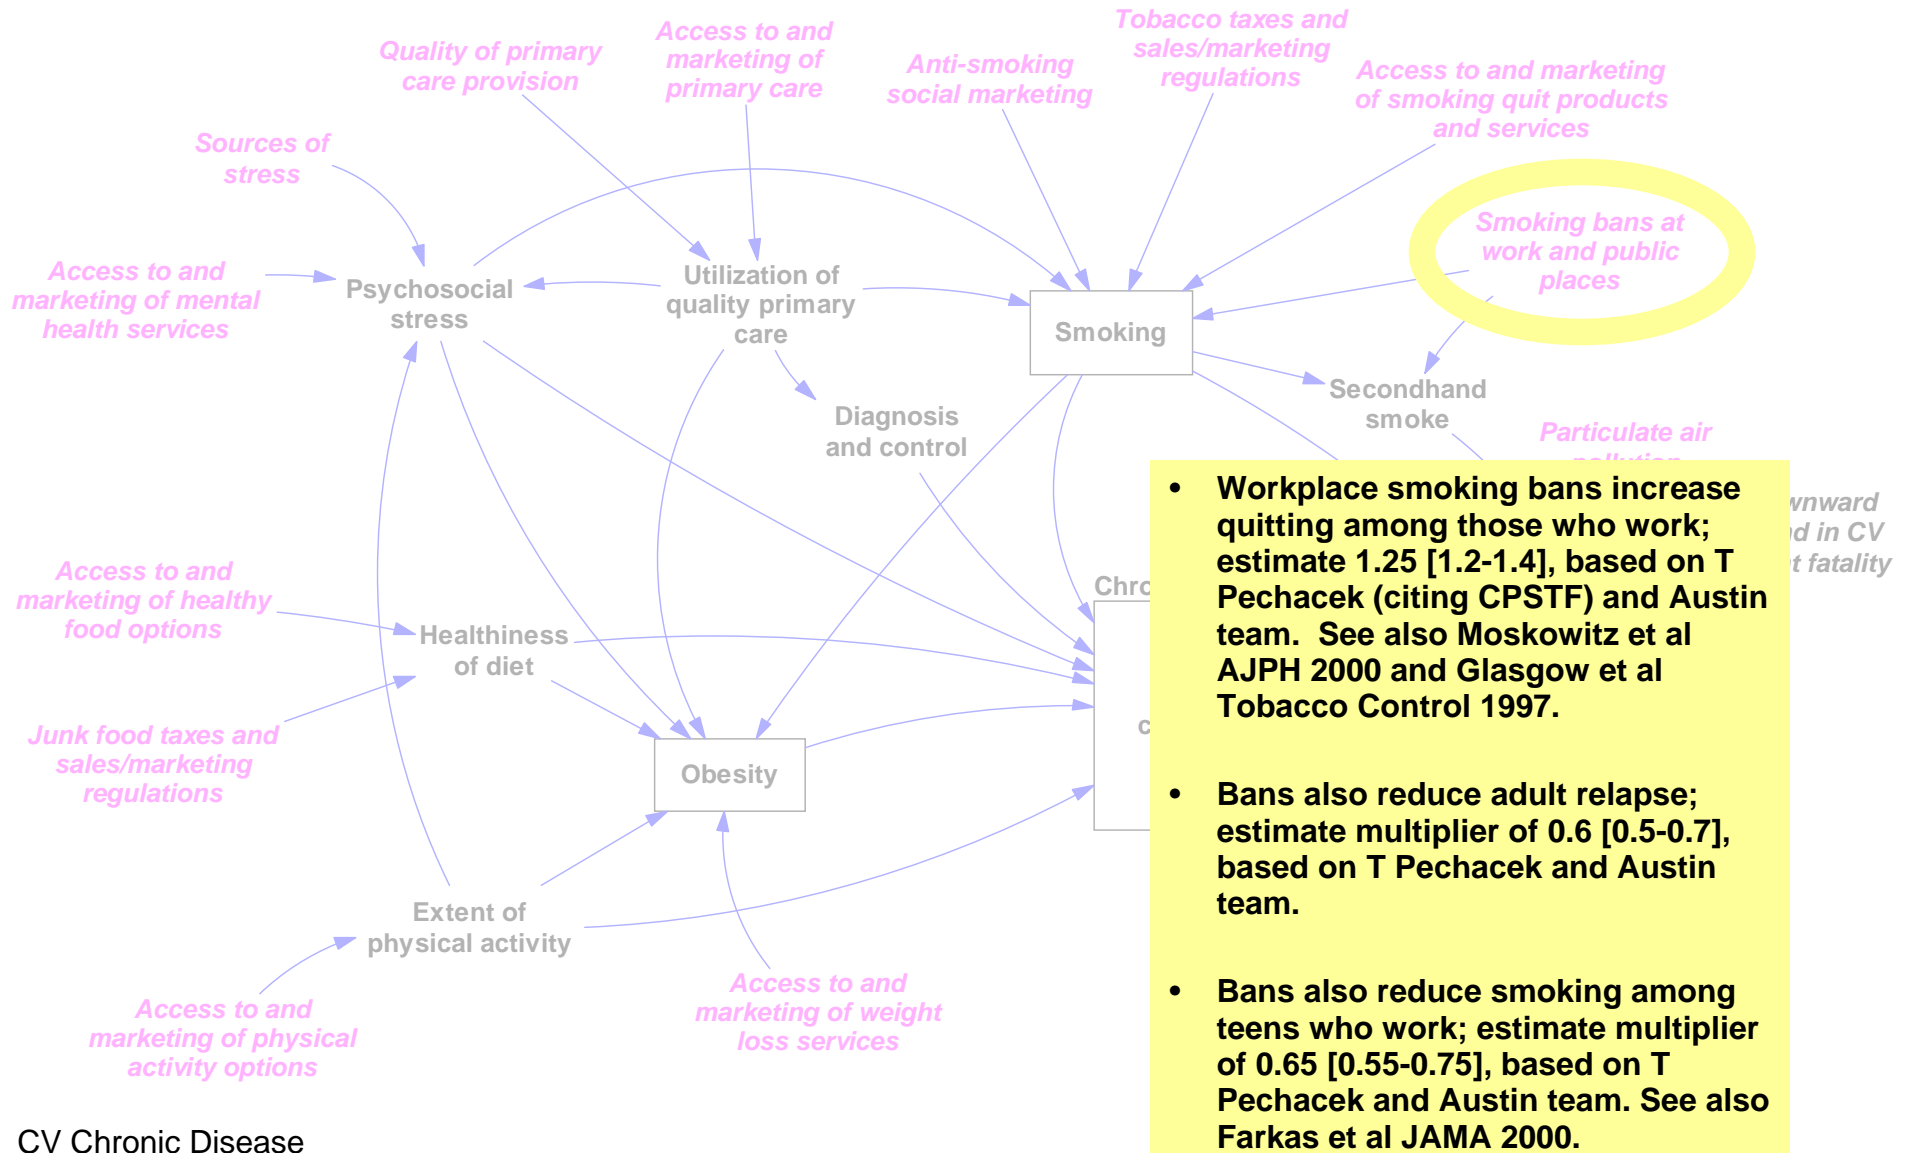 Tobacco taxes and
sales/marketing
regulations
Access to and
marketing of
primary care
Quality of primary
care provision
Anti-smoking
social marketing
Access to and marketing
of smoking quit products
and services
Sources of
stress
Smoking bans at
work and public
places
Access to and
marketing of mental
health services
Psychosocial
stress
Utilization of
quality primary
care
Smoking
Secondhand
smoke
Diagnosis
and control
Particulate air
• Workplace smoking bans increase
quitting among those who work;
estimate 1.25 [1.2-1.4], based on T
Pechacek (citing CPSTF) and Austin
team. See also Moskowitz et al
AJPH 2000 and Glasgow et al
Tobacco Control 1997.
• Bans also reduce adult relapse;
estimate multiplier of 0.6 [0.5-0.7],
based on T Pechacek and Austin
team.
• Bans also reduce smoking among
teens who work; estimate multiplier
of 0.65 [0.55-0.75], based on T
Pechacek and Austin team. See also
Farkas et al JAMA 2000.
in CV
fatality
Access to and
marketing of healthy
food options
Healthiness
of diet
Junk food taxes and
sales/marketing
regulations
Obesity
Extent of
physical activity
Access to and
marketing of weight
loss services
Access to and
marketing of physical
activity options
CV Chronic Disease